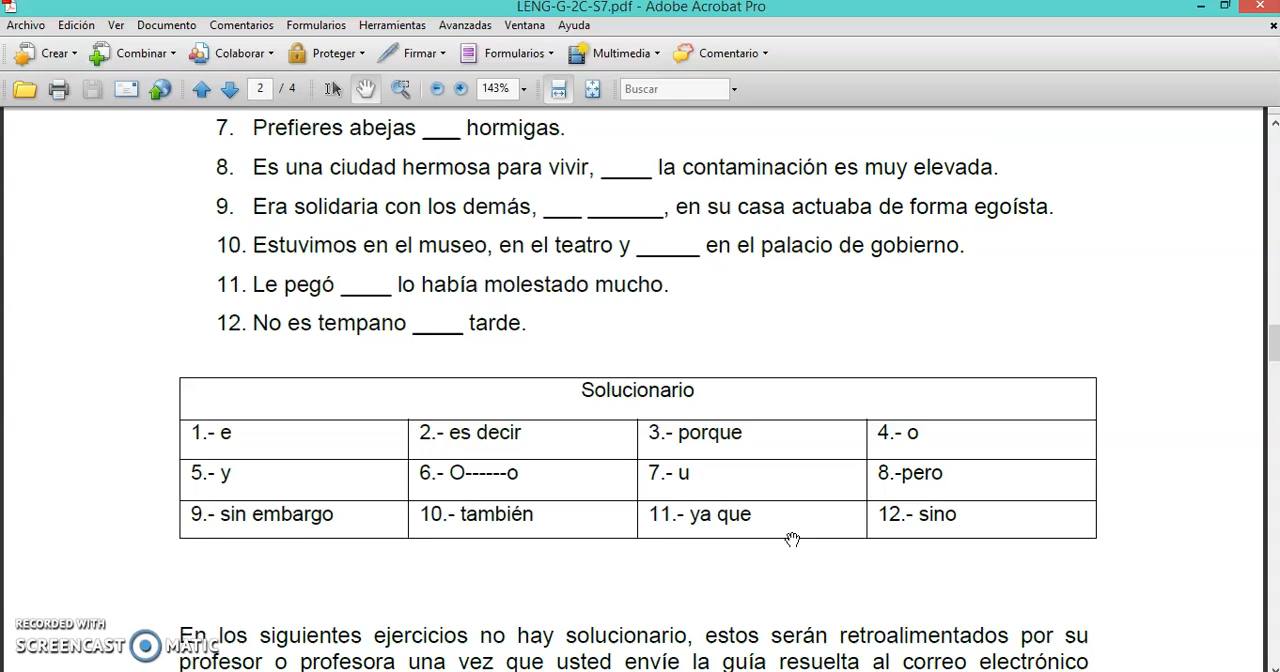 LENG-G-2C-S7.pdf - Adobe Acrobat Pro
Archivo Edición Ver Documento Comentarios Formularios Herramientas Avanzadas Ventana Ayuda
Crear Combinar Colaborar Proteger Firmar Formularios Multimedia Comentario
2 / 4 143% Buscar
7. Prefieres abejas ___ hormigas.
8. Es una ciudad hermosa para vivir, ____ la contaminación es muy elevada.
9. Era solidaria con los demás, ___ ______, en su casa actuaba de forma egoísta.
10. Estuvimos en el museo, en el teatro y _____ en el palacio de gobierno.
11. Le pegó ____ lo había molestado mucho.
12. No es tempano ____ tarde.
Solucionario
1.- e 2.- es decir 3.- porque 4.- o
5.- y 6.- O------o 7.- u 8.-pero
9.- sin embargo 10.- también 11.- ya que 12.- sino
En los siguientes ejercicios no hay solucionario, estos serán retroalimentados por su
profesor o profesora una vez que usted envíe la guía resuelta al correo electrónico
RECORDED WITH
SCREENCAST MATIC